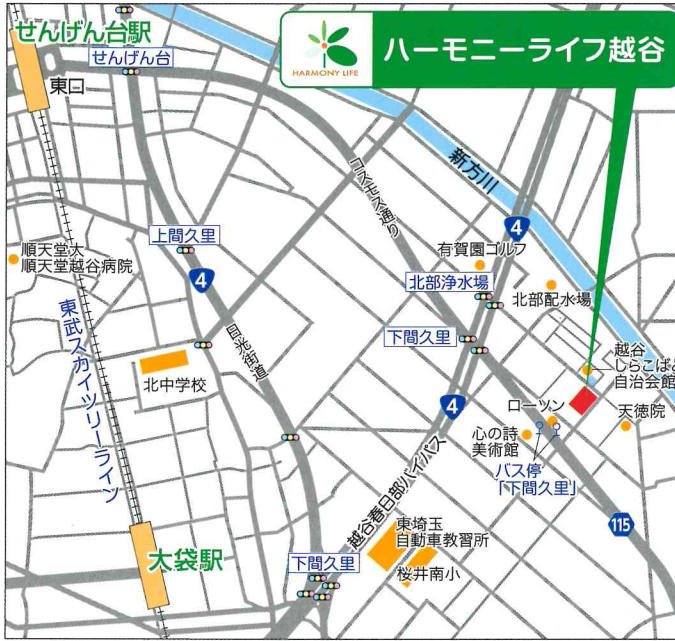 せんげん台駅
せんげん台
東口
HARMONY LIFE
ハーモニーライフ越谷
コスモス通り
新方川
4
上間久里
順天堂大
順天堂越谷病院
4
有賀園ゴルフ
北部浄水場
北部配水場
日光街道
下間久里
越谷
しらこばと
自治会館
東武スカイツリーライン
北中学校
4
ローソン
天徳院
心の詩
美術館
バス停
「下間久里」
越谷春日部バイパス
115
東埼玉
自動車教習所
大袋駅
下間久里
桜井南小